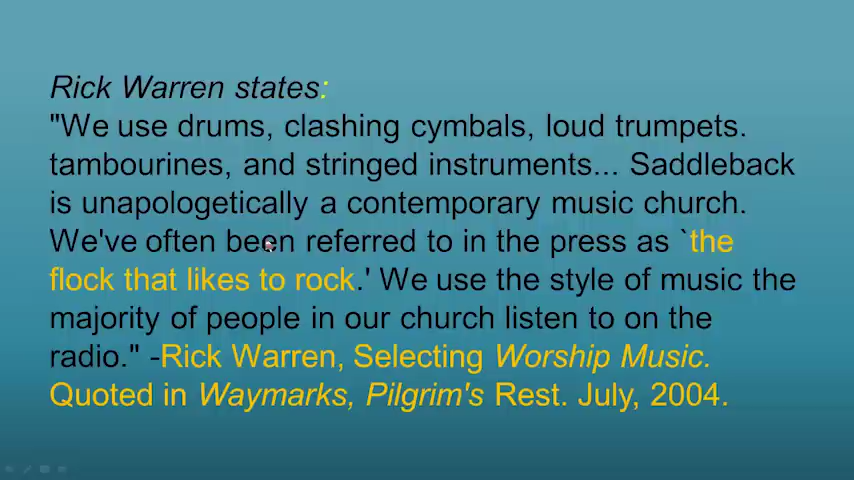 Rick Warren states:
"We use drums, clashing cymbals, loud trumpets.
tambourines, and stringed instruments... Saddleback
is unapologetically a contemporary music church.
We've often been referred to in the press as `the
flock that likes to rock.' We use the style of music the
majority of people in our church listen to on the
radio." -Rick Warren, Selecting Worship Music.
Quoted in Waymarks, Pilgrim's Rest. July, 2004.